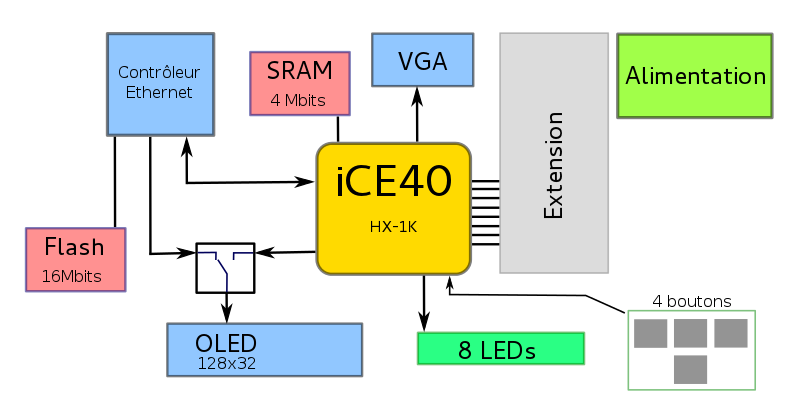 Contrôleur
Ethernet
SRAM
4 Mbits
VGA
Extension
Alimentation
iCE40
HX-1K
Flash
16Mbits
OLED
128x32
8 LEDs
4 boutons